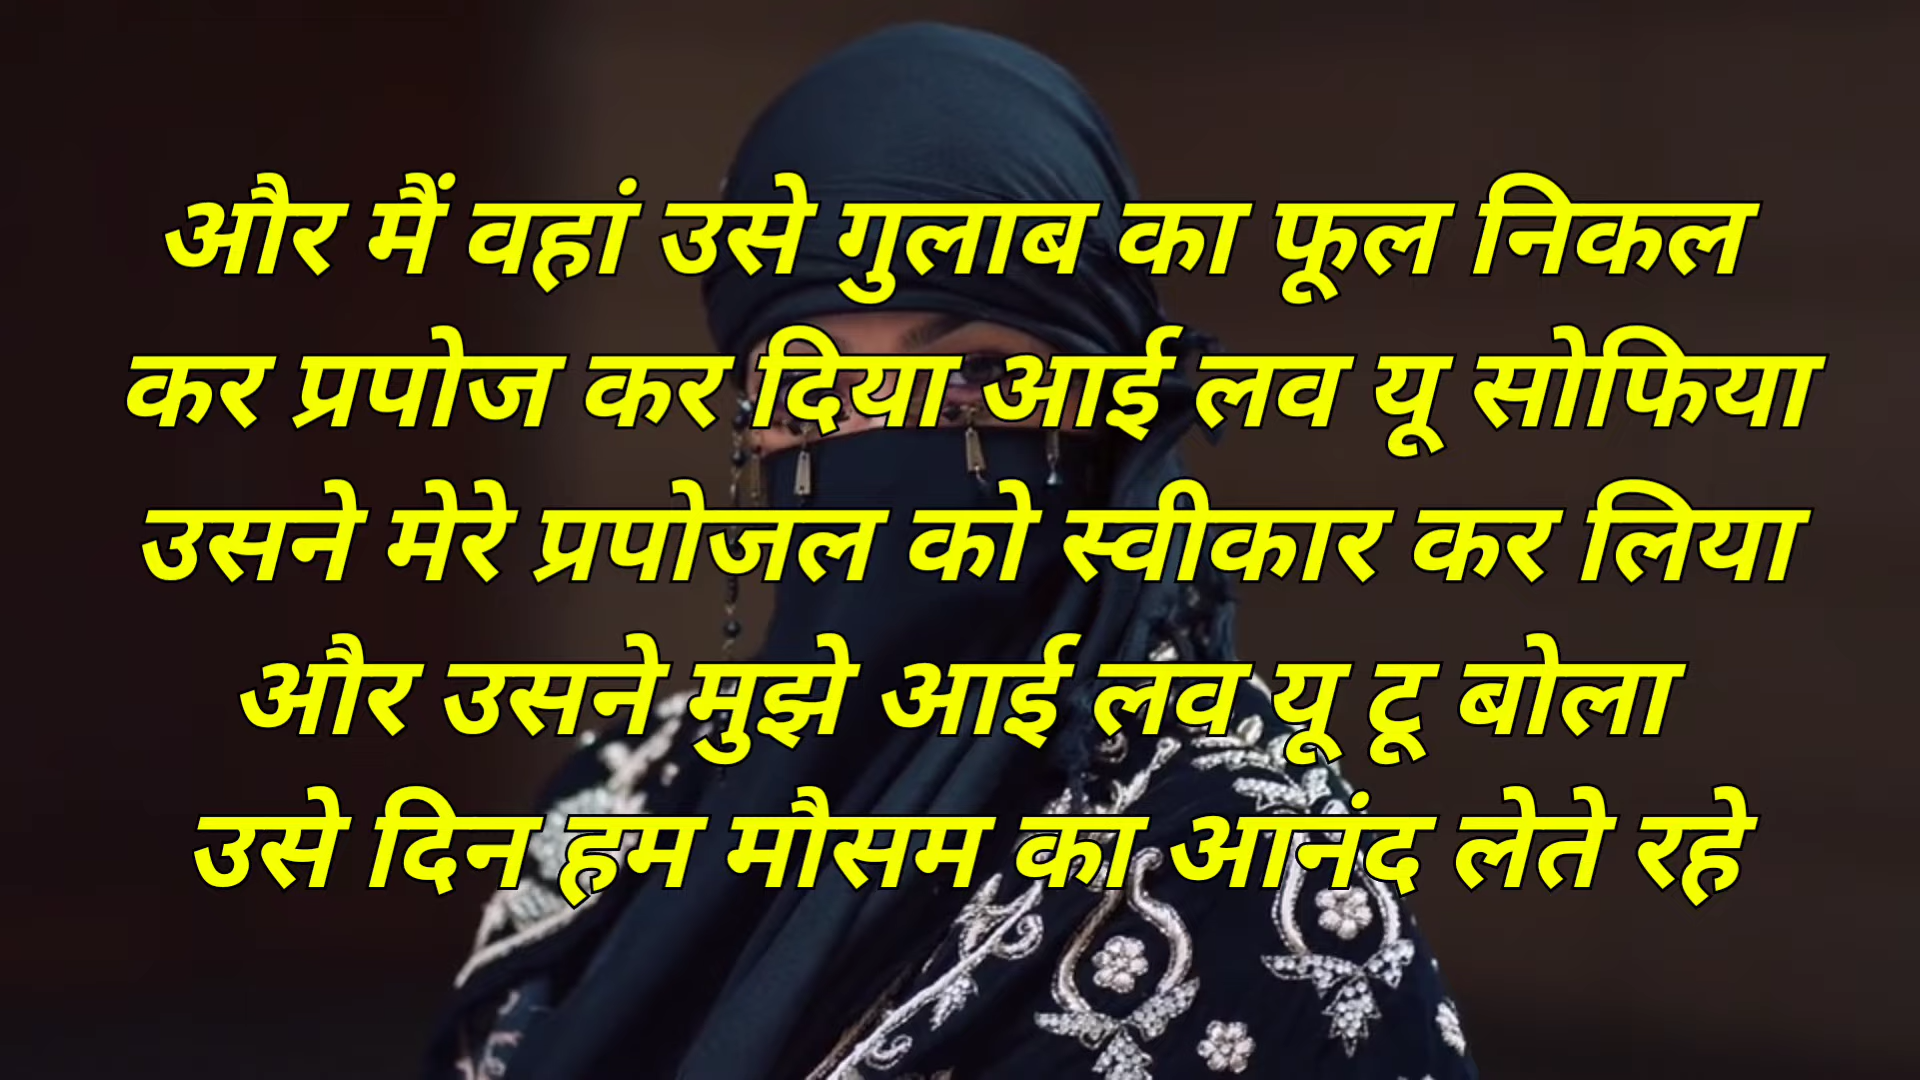 और मैं वहां उसे गुलाब का फूल निकल
कर प्रपोज कर दिया आई लव यू सोफिया
उसने मेरे प्रपोजल को स्वीकार कर लिया
और उसने मुझे आई लव यू टू बोला
उसे दिन हम मौसम का आनंद लेते रहे